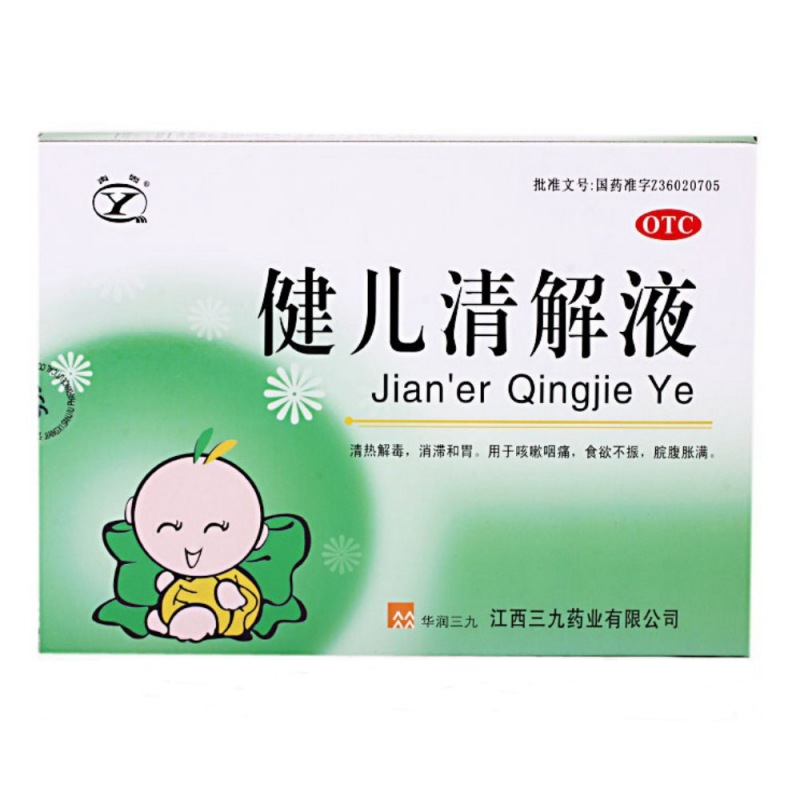 批准文号:国药准字Z36020705
OTC
健儿清解液
Jian'er Qingjie Ye
清热解毒，消滞和胃。用于咳嗽咽痛，食欲不振，脘腹胀满。
华润三九 江西三九药业有限公司